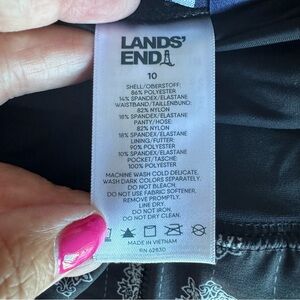 LANDS'
END
10
SHELL/OBERSTOFF:
86% POLYESTER
14% SPANDEX/ELASTANE
WAISTBAND/TAILLENBUND:
82% NYLON
18% SPANDEX/ELASTANE
PANTY/HOSE:
82% NYLON
18% SPANDEX/ELASTANE
LINING/FUTTER:
90% POLYESTER
10% SPANDEX/ELASTANE
POCKET/TASCHE:
100% POLYESTER
MACHINE WASH COLD DELICATE.
WASH DARK COLORS SEPARATELY.
DO NOT BLEACH.
DO NOT USE FABRIC SOFTENER.
REMOVE PROMPTLY.
LINE DRY.
DO NOT IRON.
DO NOT DRY CLEAN.
MADE IN VIETNAM
RN 62830